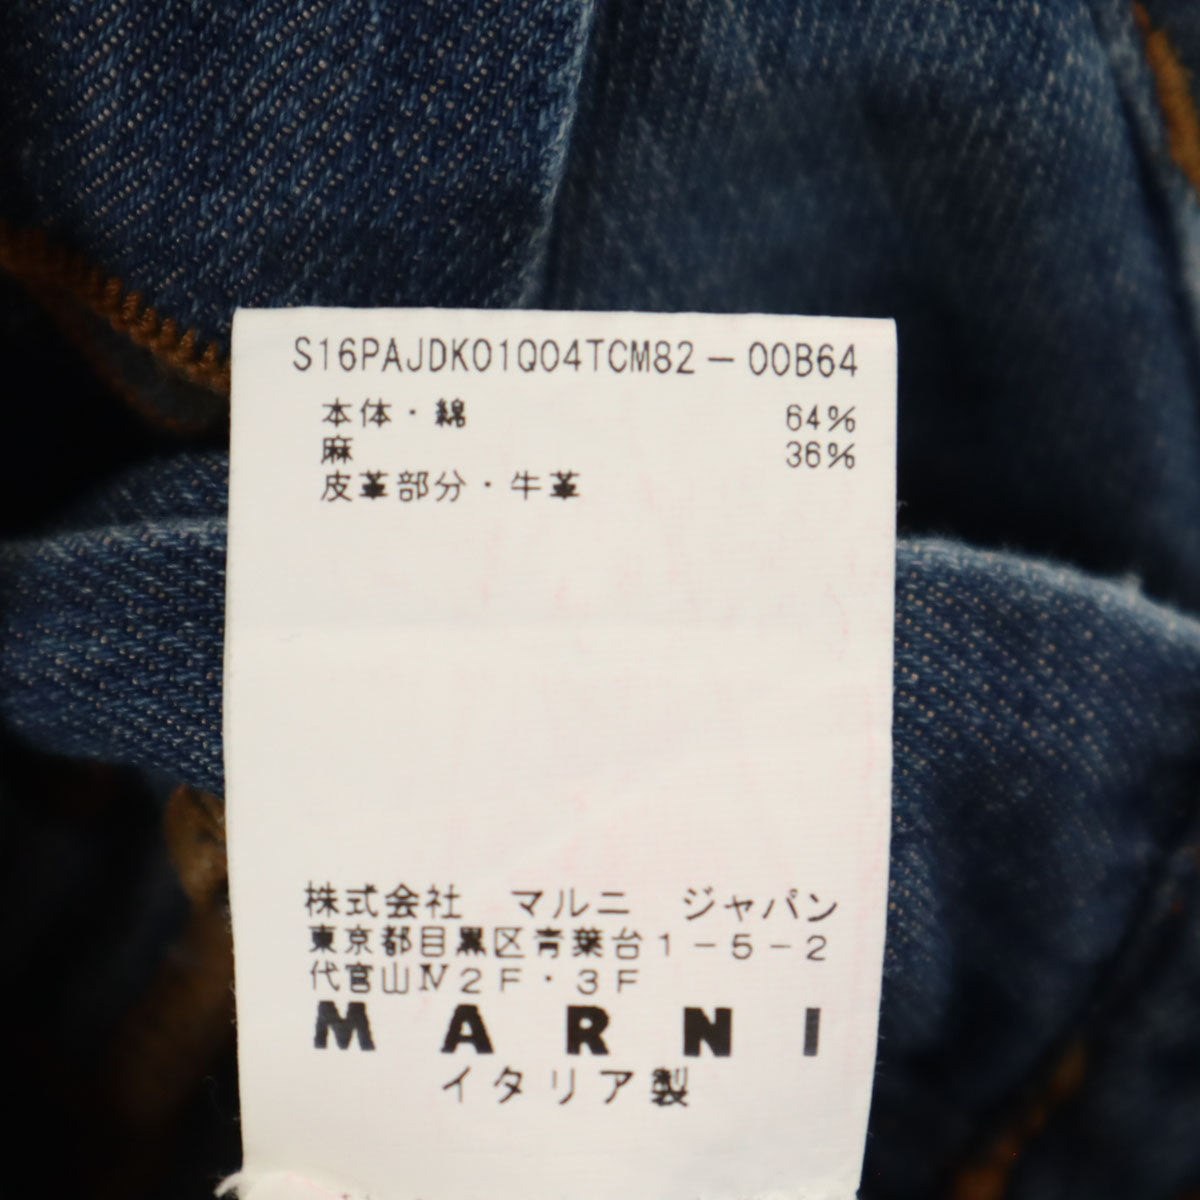 S16PAJDK01Q04TCM82-00B64
本体・綿 64%
麻 36%
皮革部分・牛革
株式会社 マルニ ジャパン
東京都目黒区青葉台1-5-2
代官山Ⅳ2F・3F
MARNI
イタリア製